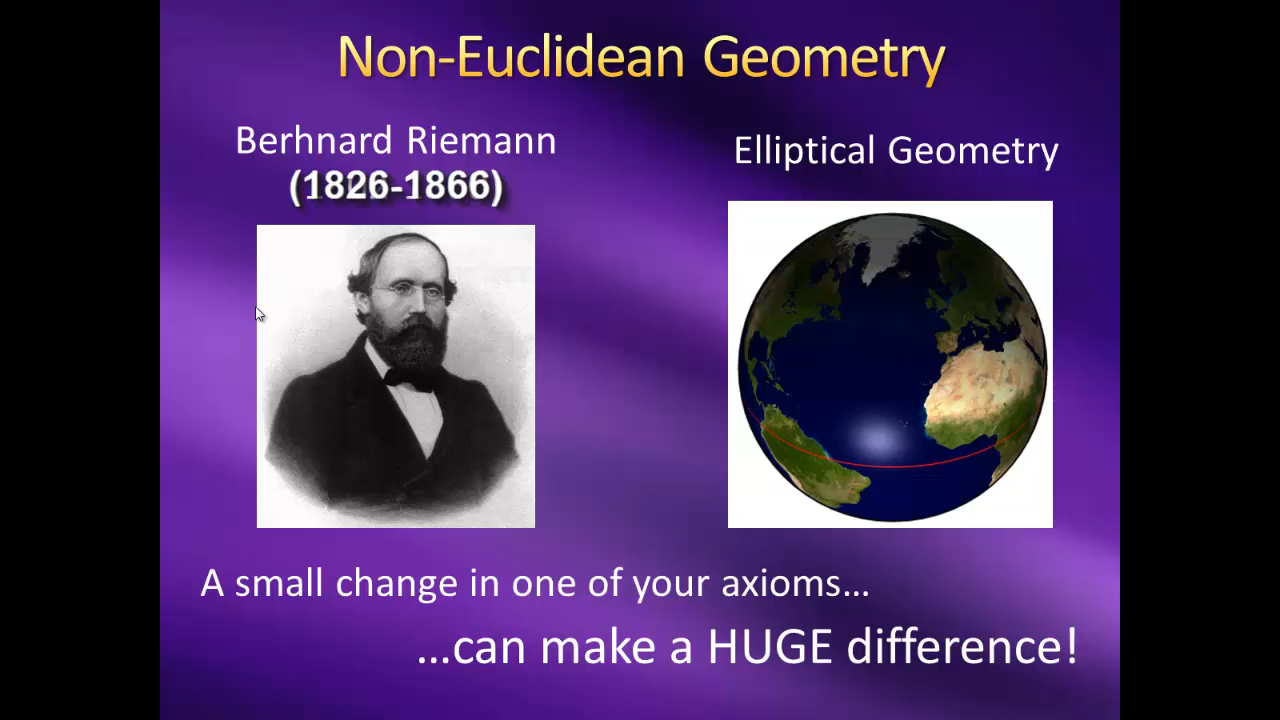 Non-Euclidean Geometry
Berhnard Riemann
(1826-1866)
Elliptical Geometry
A small change in one of your axioms...
...can make a HUGE difference!